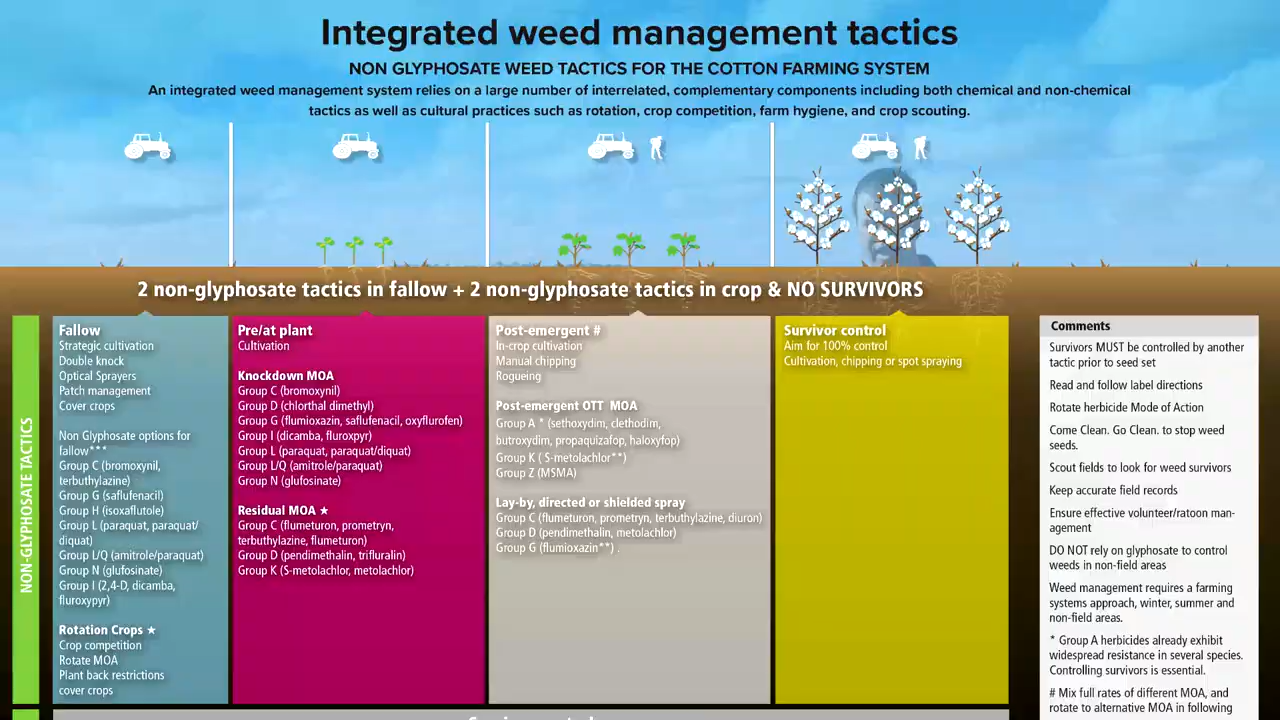 Integrated weed management tactics
NON GLYPHOSATE WEED TACTICS FOR THE COTTON FARMING SYSTEM
An integrated weed management system relies on a large number of interrelated, complementary components including both chemical and non-chemical
tactics as well as cultural practices such as rotation, crop competition, farm hygiene, and crop scouting.
2 non-glyphosate tactics in fallow + 2 non-glyphosate tactics in crop & NO SURVIVORS
NON-GLYPHOSATE TACTICS
Fallow
Strategic cultivation
Double knock
Optical Sprayers
Patch management
Cover crops
Non Glyphosate options for
fallow***
Group C (bromoxynil,
terbuthylazine)
Group G (saflufenacil)
Group H (isoxaflutole)
Group L (paraquat, paraquat/
diquat)
Group L/Q (amitrole/paraquat)
Group N (glufosinate)
Group I (2,4-D, dicamba,
fluroxypyr)
Rotation Crops ★
Crop competition
Rotate MOA
Plant back restrictions
cover crops
Pre/at plant
Cultivation
Knockdown MOA
Group C (bromoxynil)
Group D (chlorthal dimethyl)
Group G (flumioxazin, saflufenacil, oxyflurofen)
Group I (dicamba, fluroxpyr)
Group L (paraquat, paraquat/diquat)
Group L/Q (amitrole/paraquat)
Group N (glufosinate)
Residual MOA ★
Group C (flumeturon, prometryn,
terbuthylazine, flumeturon)
Group D (pendimethalin, trifluralin)
Group K (S-metolachlor, metolachlor)
Post-emergent #
In-crop cultivation
Manual chipping
Rogueing
Post-emergent OTT MOA
Group A * (sethoxydim, clethodim,
butroxydim, propaquizafop, haloxyfop)
Group K ( S-metolachlor**)
Group Z (MSMA)
Lay-by, directed or shielded spray
Group C (flumeturon, prometryn, terbuthylazine, diuron)
Group D (pendimethalin, metolachlor)
Group G (flumioxazin**) .
Survivor control
Aim for 100% control
Cultivation, chipping or spot spraying
Comments
Survivors MUST be controlled by another
tactic prior to seed set
Read and follow label directions
Rotate herbicide Mode of Action
Come Clean. Go Clean. to stop weed
seeds.
Scout fields to look for weed survivors
Keep accurate field records
Ensure effective volunteer/ratoon man-
agement
DO NOT rely on glyphosate to control
weeds in non-field areas
Weed management requires a farming
systems approach, winter, summer and
non-field areas.
* Group A herbicides already exhibit
widespread resistance in several species.
Controlling survivors is essential.
# Mix full rates of different MOA, and
rotate to alternative MOA in following